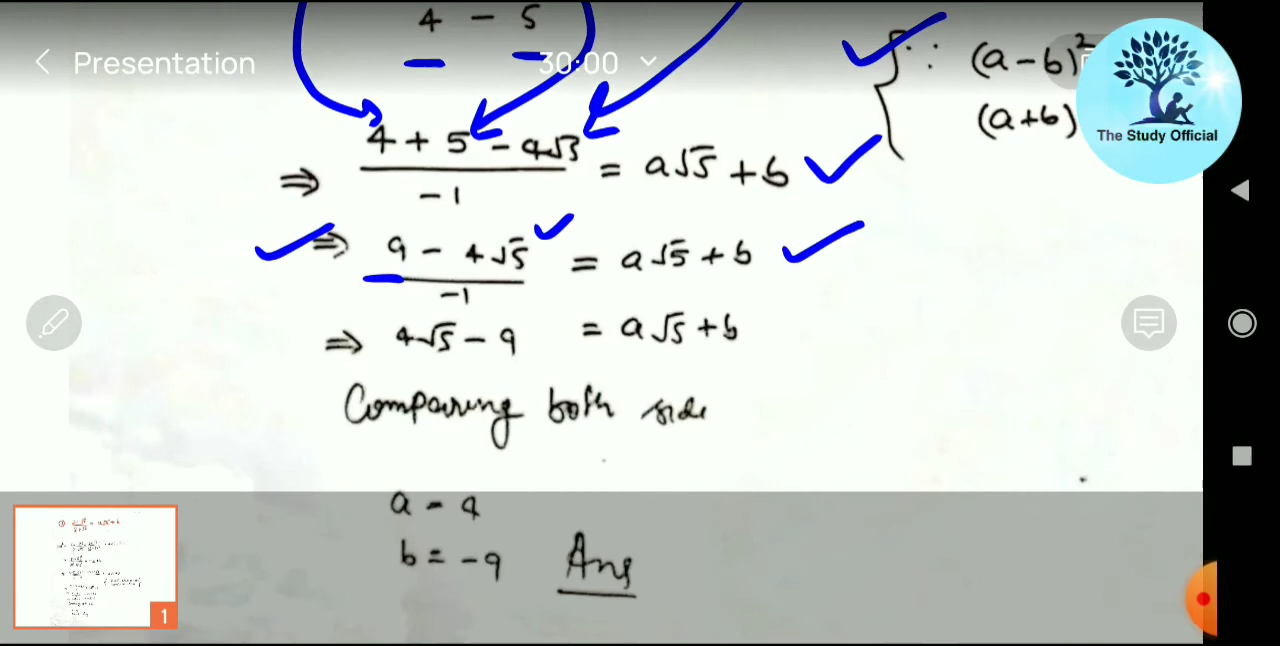 4 - 5
Presentation
30:00
∵ (a-b)²
(a+b)
The Study Official
⇒ 4 + 5 - 4√5 / -1 = a√5 + b
⇒ 9 - 4√5 / -1 = a√5 + b
⇒ 4√5 - 9 = a√5 + b
Comparing both side
a = 4
b = -9 Ans
1